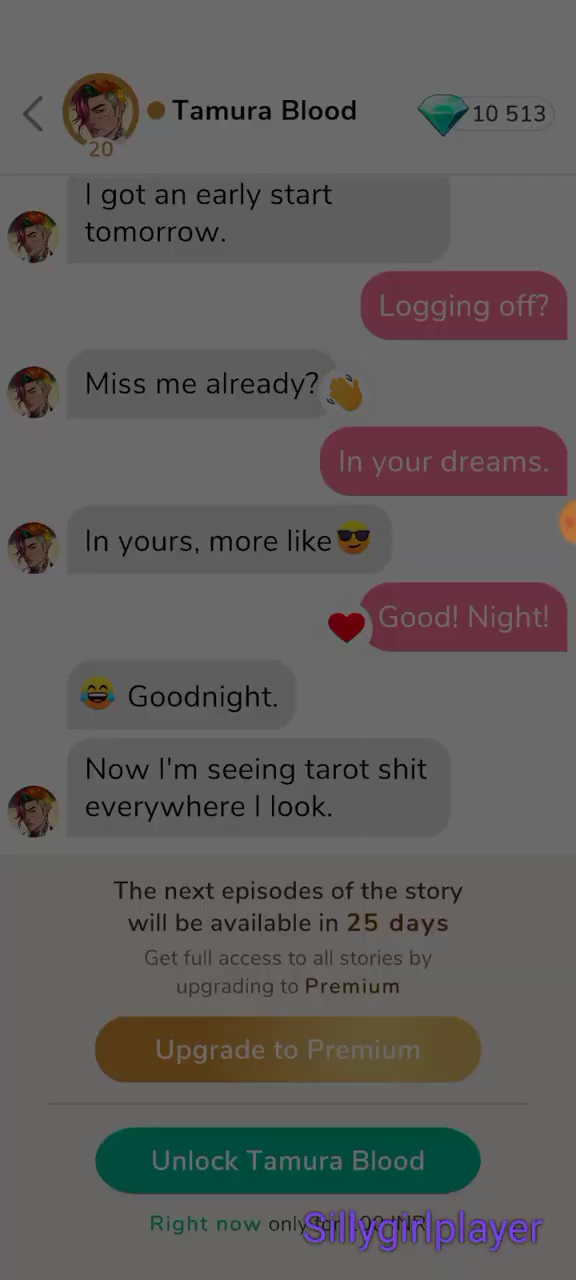 Tamura Blood
10 513
20
I got an early start
tomorrow.
Logging off?
Miss me already?
In your dreams.
In yours, more like
Good! Night!
Goodnight.
Now I'm seeing tarot shit
everywhere I look.
The next episodes of the story
will be available in 25 days
Get full access to all stories by
upgrading to Premium
Upgrade to Premium
Unlock Tamura Blood
Right now only for
Sillygirlplayer